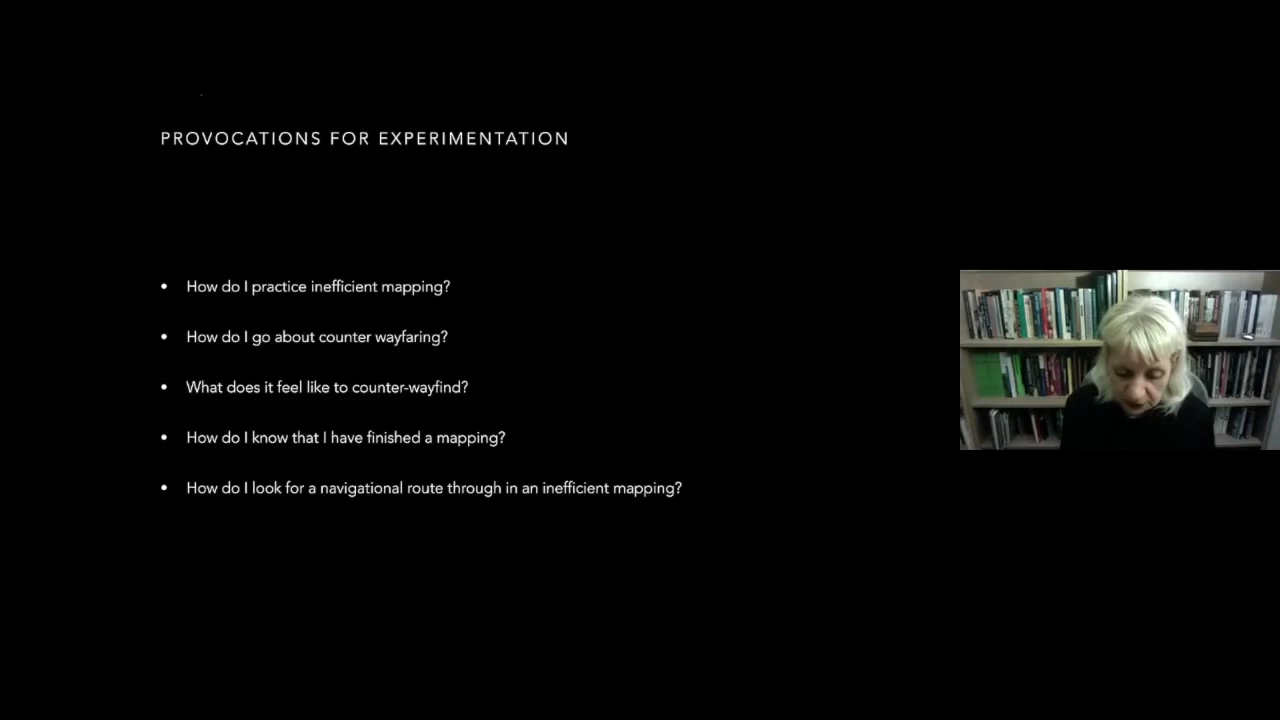 PROVOCATIONS FOR EXPERIMENTATION
• How do I practice inefficient mapping?
• How do I go about counter wayfaring?
• What does it feel like to counter-wayfind?
• How do I know that I have finished a mapping?
• How do I look for a navigational route through in an inefficient mapping?